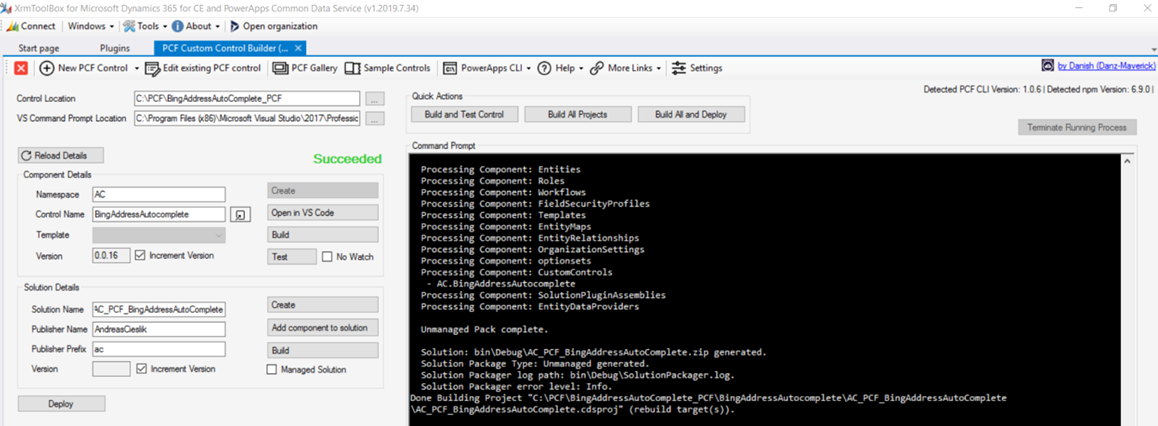 XrmToolBox for Microsoft Dynamics 365 for CE and PowerApps Common Data Service (v1.2019.7.34)
Connect Windows Tools About Open organization
Start page Plugins PCF Custom Control Builder (...
New PCF Control Edit existing PCF control PCF Gallery Sample Controls PowerApps CLI Help More Links Settings by Danish (Danz-Maverick)
Detected PCF CLI Version: 1.0.6 | Detected npm Version: 6.9.0 |
Control Location C:\PCF\BingAddressAutoComplete_PCF ...
VS Command Prompt Location C:\Program Files (x86)\Microsoft Visual Studio\2017\Professic ...
Reload Details
Succeeded
Component Details
Namespace AC Create
Control Name BingAddressAutocomplete Open in VS Code
Template Build
Version 0.0.16 Increment Version Test No Watch
Solution Details
Solution Name AC_PCF_BingAddressAutoComplete Create
Publisher Name AndreasCieslik Add component to solution
Publisher Prefix ac Build
Version Increment Version Managed Solution
Deploy
Quick Actions
Build and Test Control Build All Projects Build All and Deploy
Teminate Running Process
Command Prompt
Processing Component: Entities
Processing Component: Roles
Processing Component: Workflows
Processing Component: FieldSecurityProfiles
Processing Component: Templates
Processing Component: EntityMaps
Processing Component: EntityRelationships
Processing Component: OrganizationSettings
Processing Component: optionsets
Processing Component: CustomControls
- AC.BingAddressAutocomplete
Processing Component: SolutionPluginAssemblies
Processing Component: EntityDataProviders
Unmanaged Pack complete.
Solution: bin\Debug\AC_PCF_BingAddressAutoComplete.zip generated.
Solution Package Type: Unmanaged generated.
Solution Packager log path: bin\Debug\SolutionPackager.log.
Solution Packager error level: Info.
Done Building Project "C:\PCF\BingAddressAutoComplete_PCF\BingAddressAutocomplete\AC_PCF_BingAddressAutoComplete
\AC_PCF_BingAddressAutoComplete.cdsproj" (rebuild target(s)).